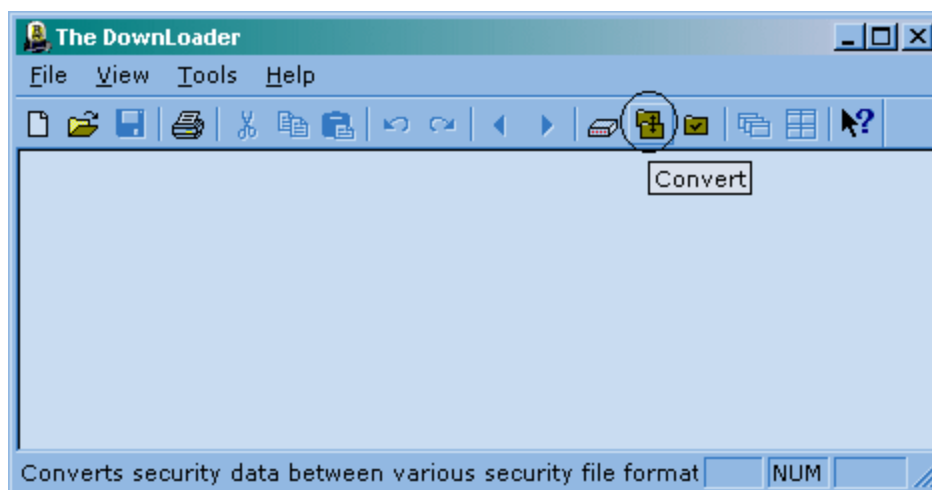 The DownLoader
File View Tools Help
Convert
Converts security data between various security file format NUM